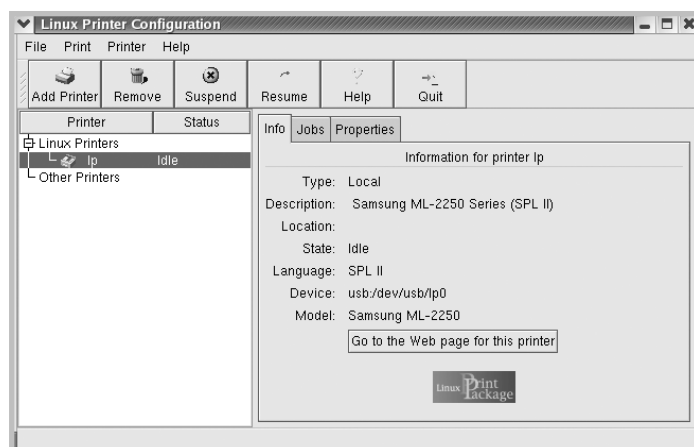 Linux Printer Configuration
File Print Printer Help
Add Printer Remove Suspend Resume Help Quit
Printer Status
Linux Printers
lp Idle
Other Printers
Info Jobs Properties
Information for printer lp
Type: Local
Description: Samsung ML-2250 Series (SPL II)
Location:
State: Idle
Language: SPL II
Device: usb:/dev/usb/lp0
Model: Samsung ML-2250
Go to the Web page for this printer
Linux Print Package